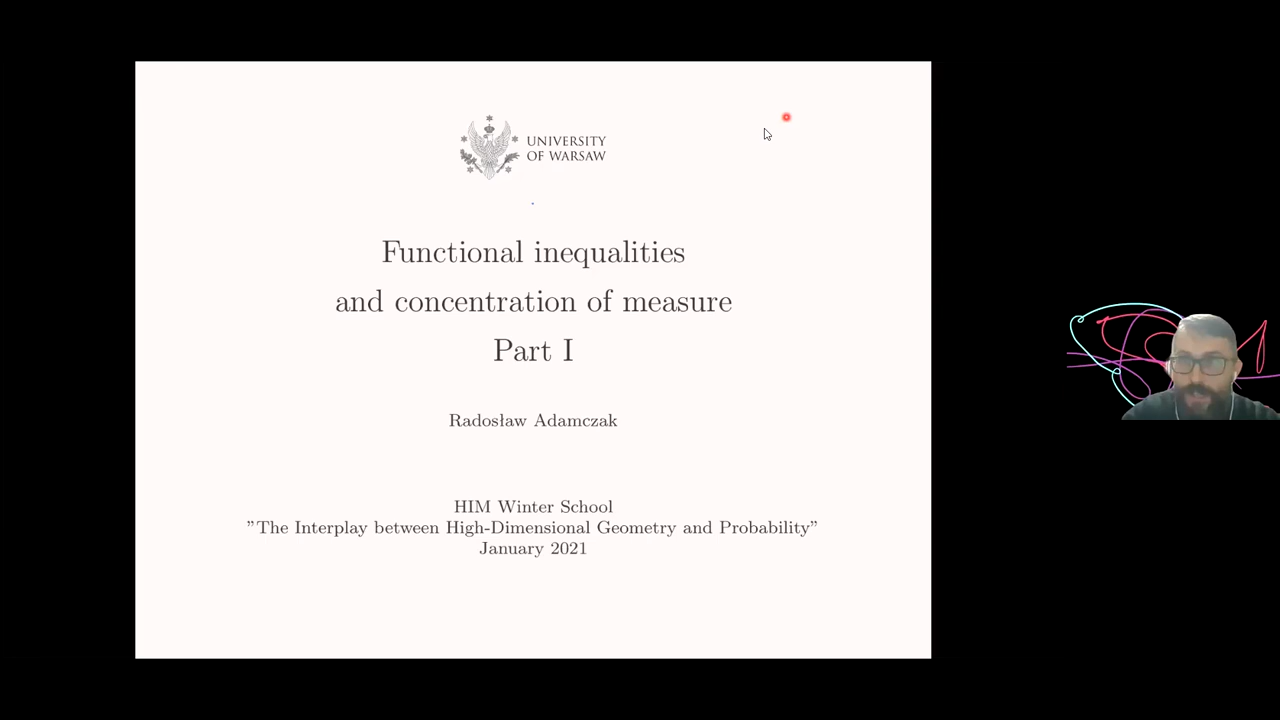 UNIVERSITY
OF WARSAW
Functional inequalities
and concentration of measure
Part I
Radosław Adamczak
HIM Winter School
”The Interplay between High-Dimensional Geometry and Probability”
January 2021